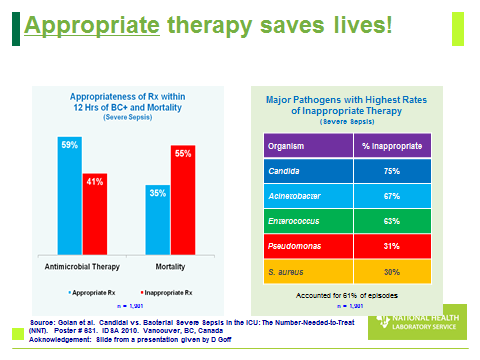 Appropriate therapy saves lives!
Appropriateness of Rx within
12 Hrs of BC+ and Mortality
(Severe Sepsis)
59%
41%
35%
55%
Antimicrobial Therapy
Mortality
Appropriate Rx
Inappropriate Rx
n = 1,901
Major Pathogens with Highest Rates
of Inappropriate Therapy
(Severe Sepsis)
Organism % Inappropriate
Candida 75%
Acinetobacter 67%
Enterococcus 63%
Pseudomonas 31%
S. aureus 30%
Accounted for 61% of episodes
n = 1,901
Source: Golan et al. Candidal vs. Bacterial Severe Sepsis in the ICU: The Number-Needed-to-Treat
(NNT). Poster # 681. IDSA 2010. Vancouver, BC, Canada
Acknowledgement: Slide from a presentation given by D Goff
NATIONAL HEALTH
LABORATORY SERVICE